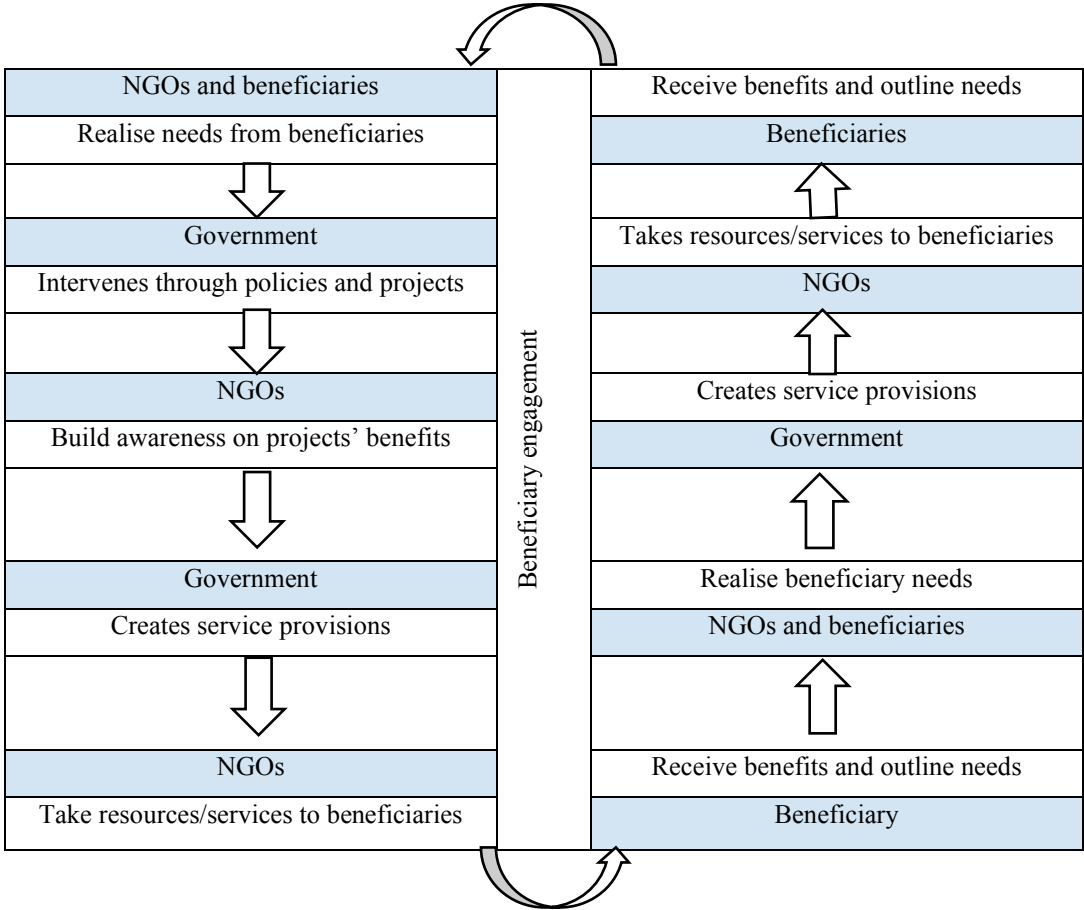 NGOs and beneficiaries
Realise needs from beneficiaries
Government
Intervenes through policies and projects
NGOs
Build awareness on projects’ benefits
Government
Creates service provisions
NGOs
Take resources/services to beneficiaries
Beneficiary engagement
Receive benefits and outline needs
Beneficiaries
Takes resources/services to beneficiaries
NGOs
Creates service provisions
Government
Realise beneficiary needs
NGOs and beneficiaries
Receive benefits and outline needs
Beneficiary